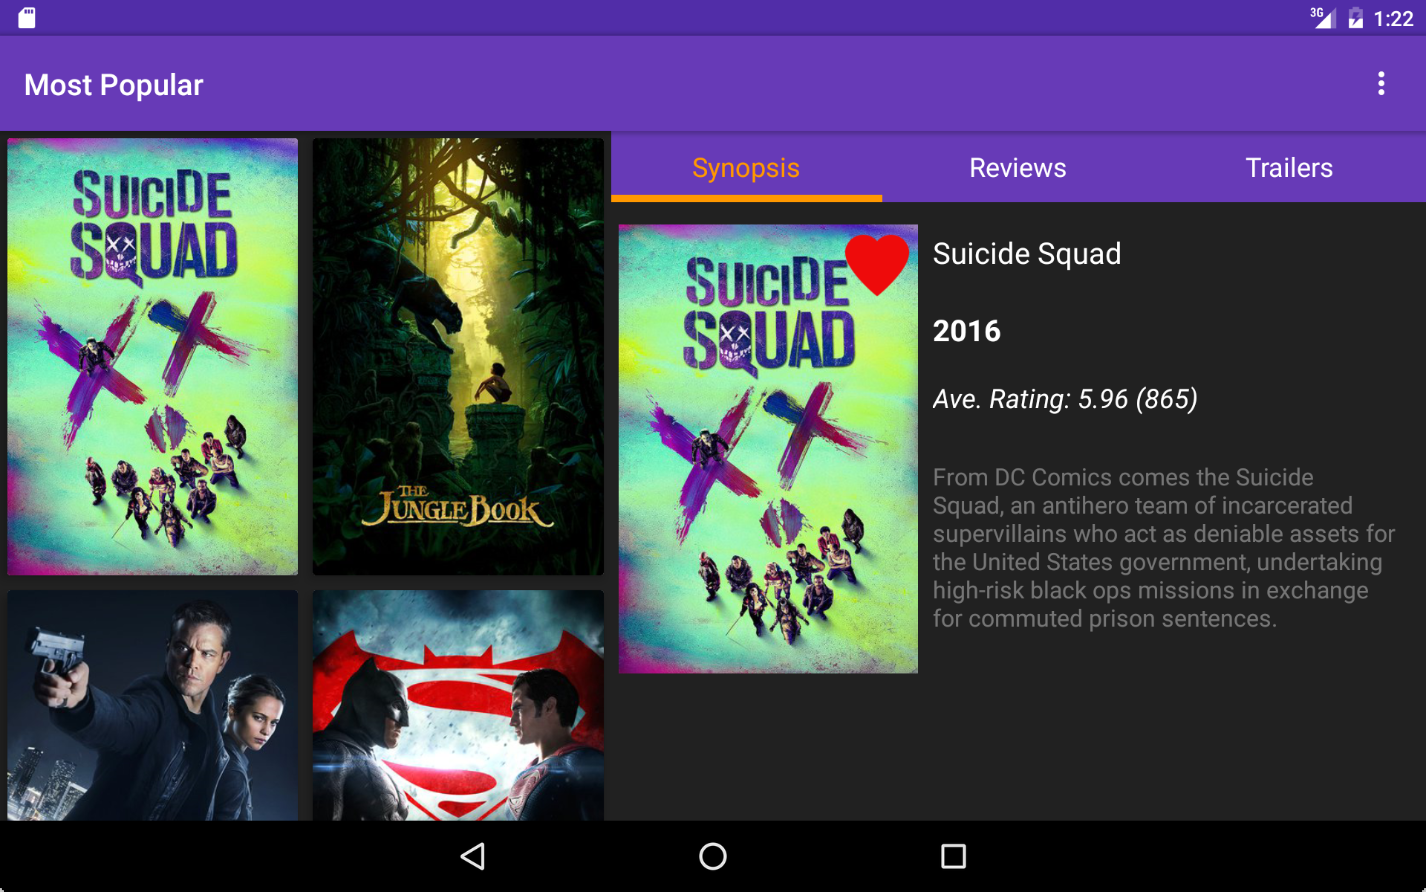 3G 1:22
Most Popular
SUICIDE
SQUAD
THE
JUNGLE BOOK
Synopsis Reviews Trailers
SUICIDE
SQUAD
Suicide Squad
2016
Ave. Rating: 5.96 (865)
From DC Comics comes the Suicide
Squad, an antihero team of incarcerated
supervillains who act as deniable assets for
the United States government, undertaking
high-risk black ops missions in exchange
for commuted prison sentences.